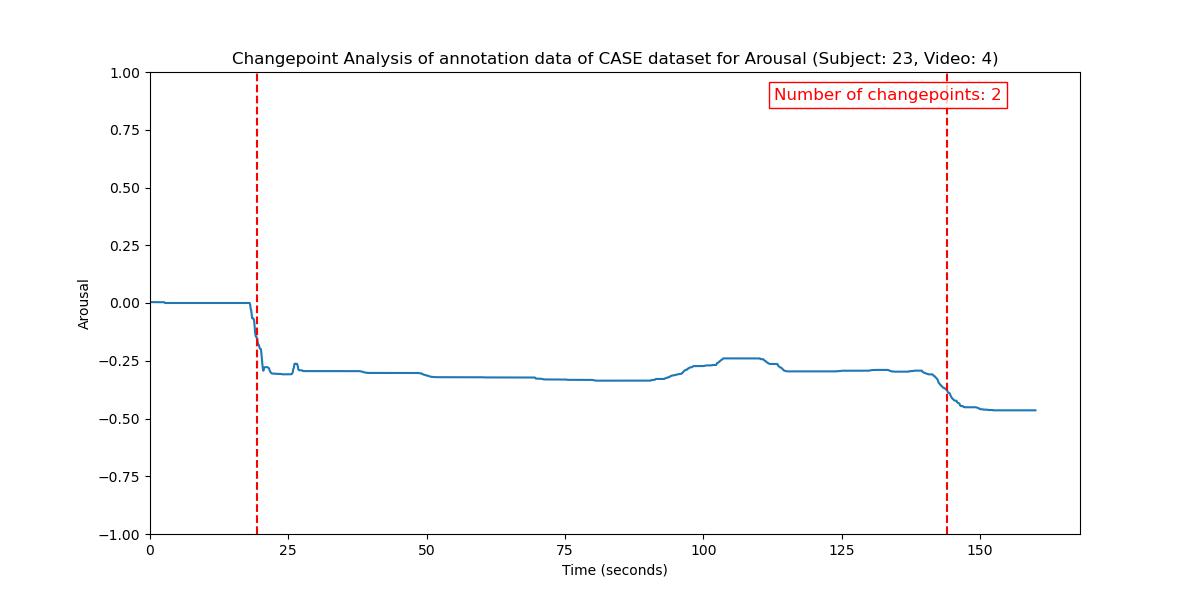 Changepoint Analysis of annotation data of CASE dataset for Arousal (Subject: 23, Video: 4)
Number of changepoints: 2
1.00
0.75
0.50
0.25
0.00
−0.25
−0.50
−0.75
−1.00
Arousal
0 25 50 75 100 125 150
Time (seconds)